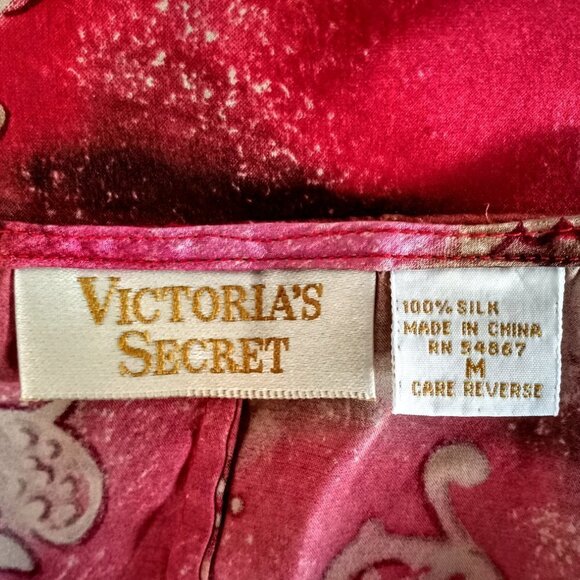 VICTORIA'S
SECRET
100% SILK
MADE IN CHINA
RN 54867
M
CARE REVERSE